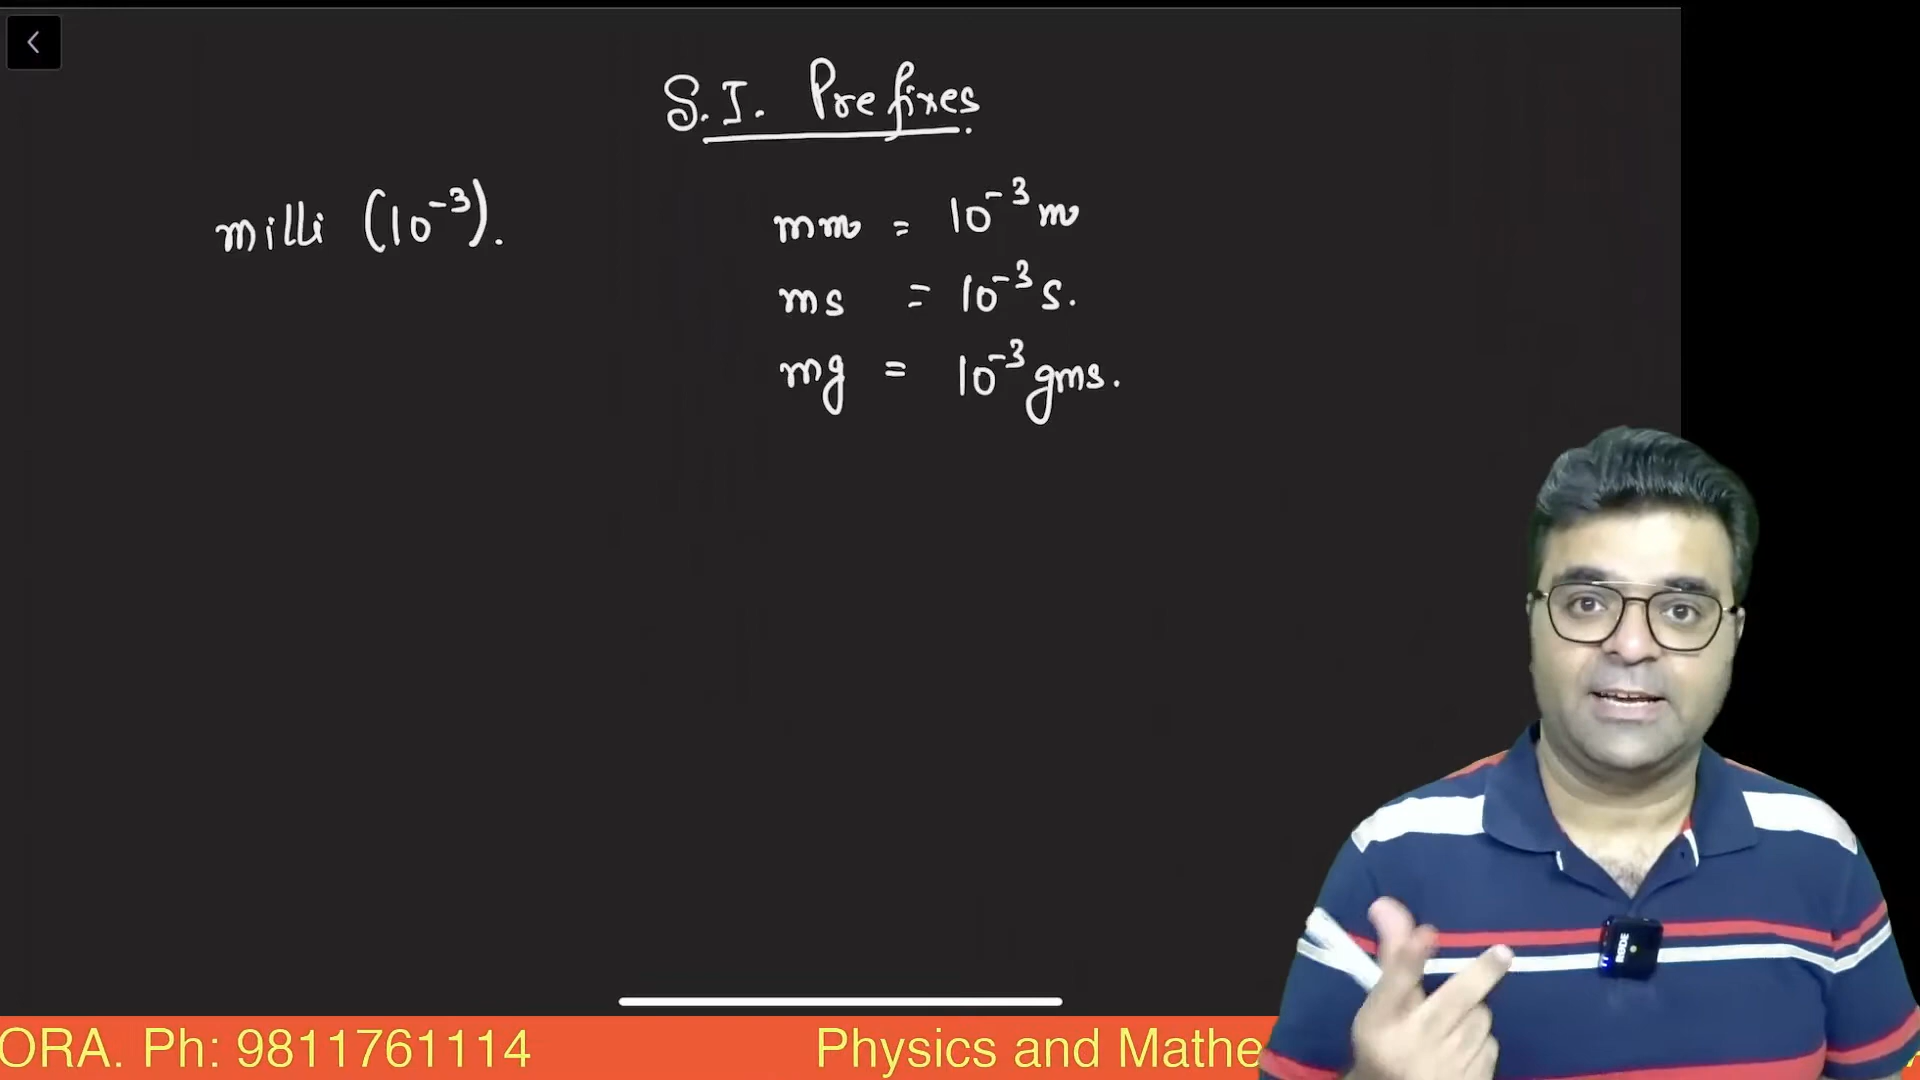 S.I. Prefixes.
milli (10⁻³).
mm = 10⁻³ m
ms = 10⁻³ s.
mg = 10⁻³ gms.
RODE
ORA. Ph: 9811761114 Physics and Mathe